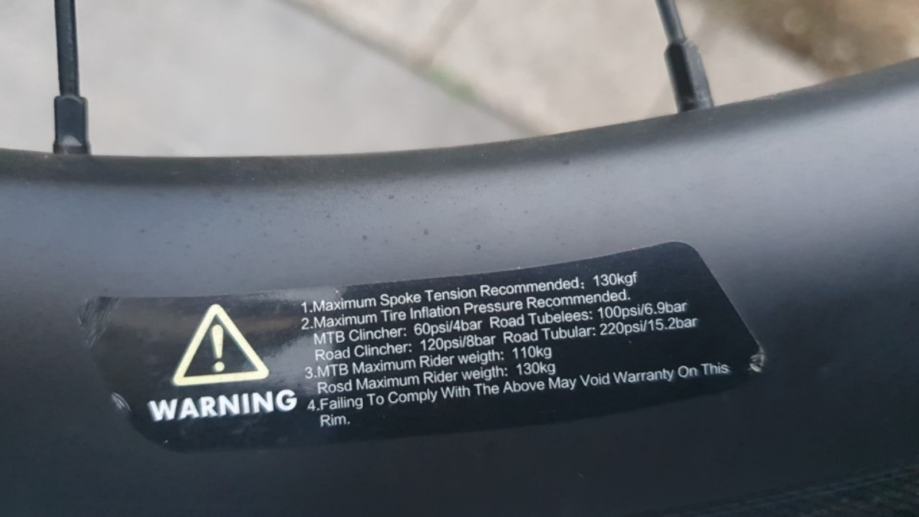 WARNING
1.Maximum Spoke Tension Recommended: 130kgf
2.Maximum Tire Inflation Pressure Recommended.
MTB Clincher: 60psi/4bar Road Tubelees: 100psi/6.9bar
Road Clincher: 120psi/8bar Road Tubular: 220psi/15.2bar
3.MTB Maximum Rider weigth: 110kg
Rosd Maximum Rider weigth: 130kg
4.Failing To Comply With The Above May Void Warranty On This
Rim.